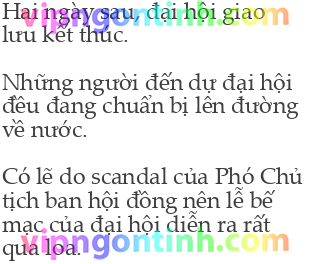 Hai ngày sau, đại hội giao
lưu kết thúc.
Những người đến dự đại hội
đều đang chuẩn bị lên đường
về nước.
Có lẽ do scandal của Phó Chủ
tịch ban hội đồng nên lễ bế
mạc của đại hội diễn ra rất
qua loa.
vipngontinh.com
vipngontinh.com